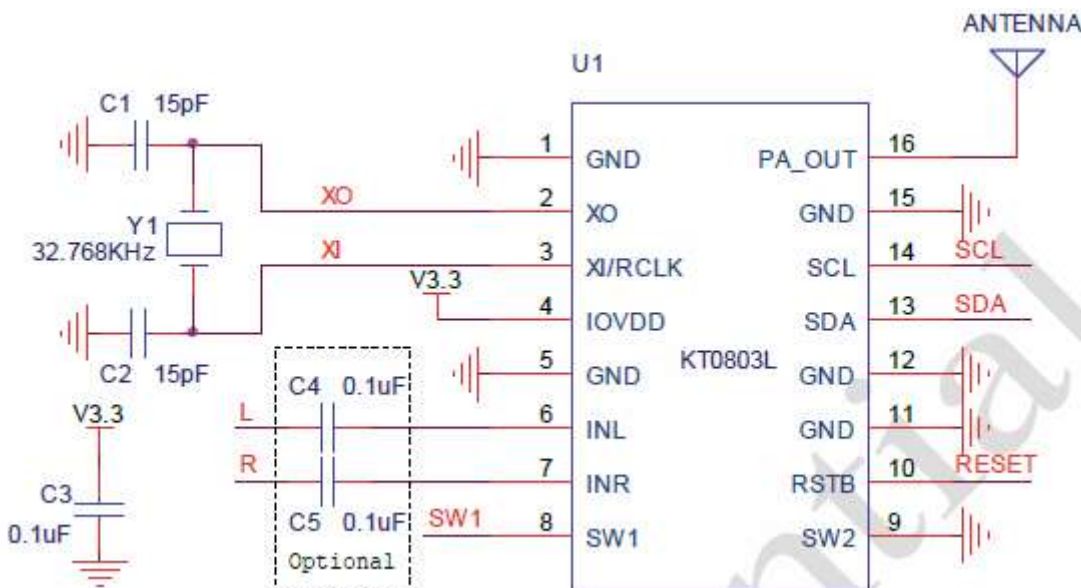 ANTENNA
U1
C1 15pF
1 GND PA_OUT 16
XO 2 XO GND 15
Y1
32.768KHz
XI 3 XI/RCLK SCL 14 SCL
V3.3
4 IOVDD SDA 13 SDA
C2 15pF
5 GND KT0803L GND 12
C4 0.1uF
V3.3
L 6 INL GND 11
R 7 INR RSTB 10 RESET
C3
0.1uF
C5 0.1uF
SW1 8 SW1 SW2 9
Optional